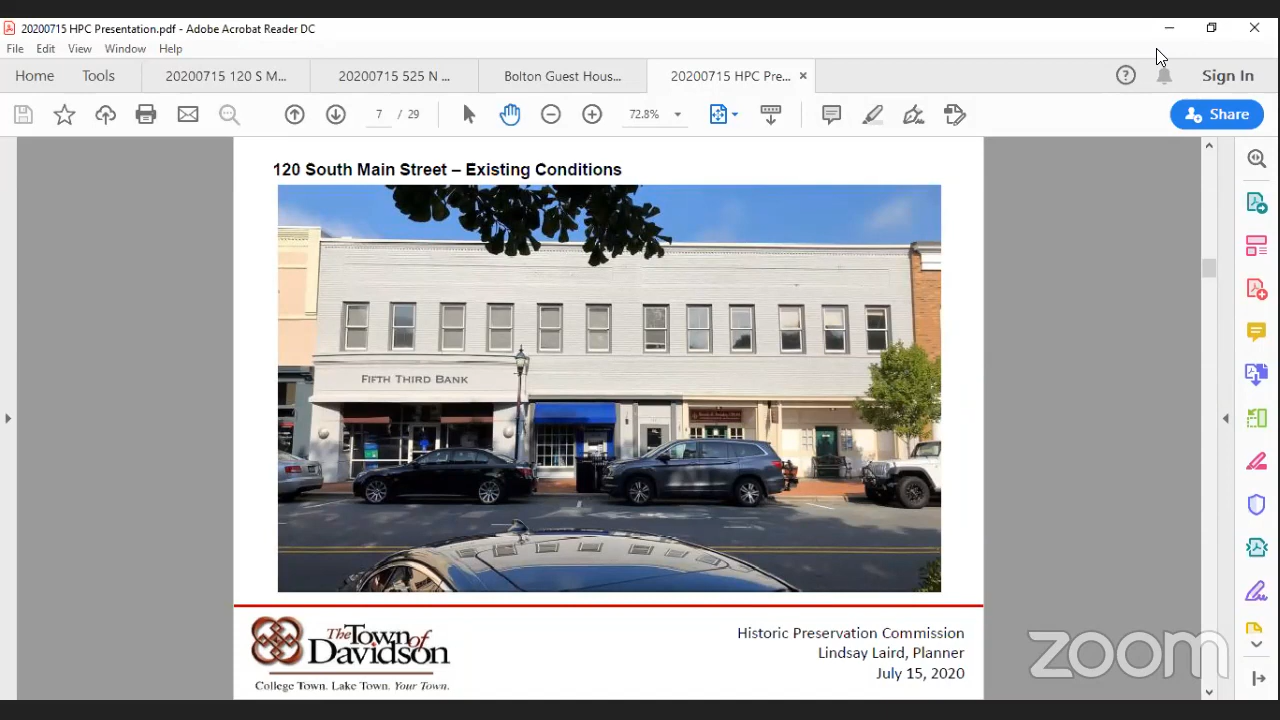 20200715 HPC Presentation.pdf - Adobe Acrobat Reader DC
File Edit View Window Help
Home Tools 20200715 120 S M... 20200715 525 N ... Bolton Guest Hous... 20200715 HPC Pre... × Sign In
7 / 29 72.8% Share
120 South Main Street – Existing Conditions
FIFTH THIRD BANK
The Town of
Davidson
College Town. Lake Town. Your Town.
Historic Preservation Commission
Lindsay Laird, Planner
July 15, 2020
zoom